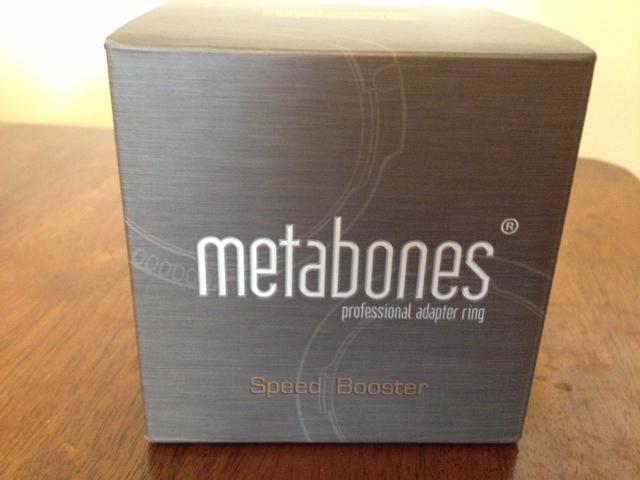 metabones®
professional adapter ring
Speed Booster